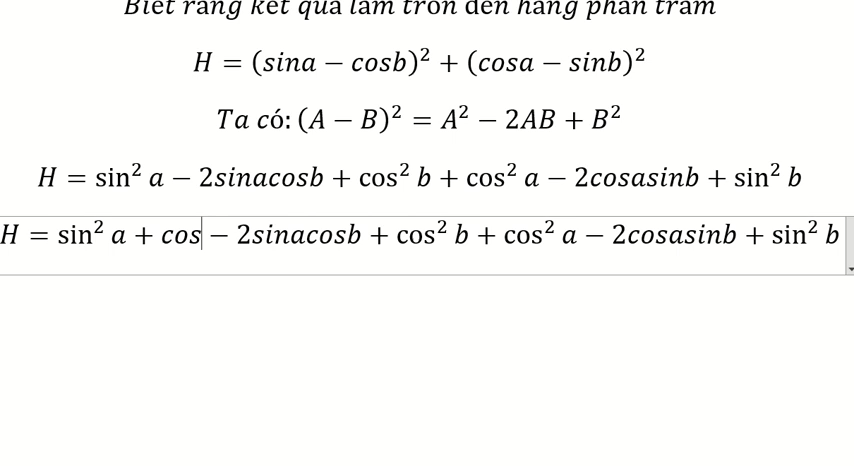 Biết rằng kết quả làm tròn đến hàng phần trăm
H = (sina − cosb)² + (cosa − sinb)²
Ta có: (A − B)² = A² − 2AB + B²
H = sin² a − 2sinacosb + cos² b + cos² a − 2cosasinb + sin² b
H = sin² a + cos − 2sinacosb + cos² b + cos² a − 2cosasinb + sin² b